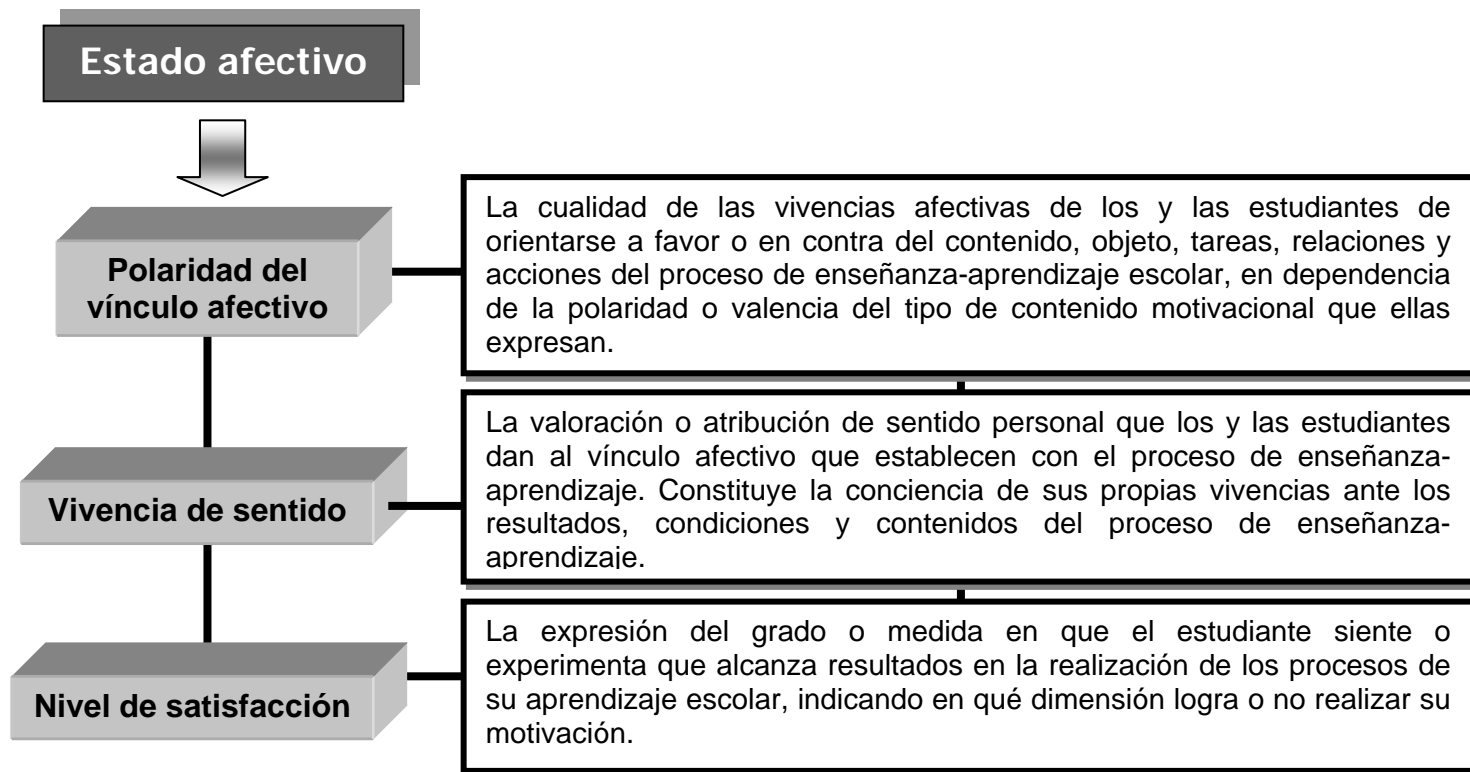 Estado afectivo
Polaridad del
vínculo afectivo
La cualidad de las vivencias afectivas de los y las estudiantes de
orientarse a favor o en contra del contenido, objeto, tareas, relaciones y
acciones del proceso de enseñanza-aprendizaje escolar, en dependencia
de la polaridad o valencia del tipo de contenido motivacional que ellas
expresan.
Vivencia de sentido
La valoración o atribución de sentido personal que los y las estudiantes
dan al vínculo afectivo que establecen con el proceso de enseñanza-
aprendizaje. Constituye la conciencia de sus propias vivencias ante los
resultados, condiciones y contenidos del proceso de enseñanza-
aprendizaje.
Nivel de satisfacción
La expresión del grado o medida en que el estudiante siente o
experimenta que alcanza resultados en la realización de los procesos de
su aprendizaje escolar, indicando en qué dimensión logra o no realizar su
motivación.